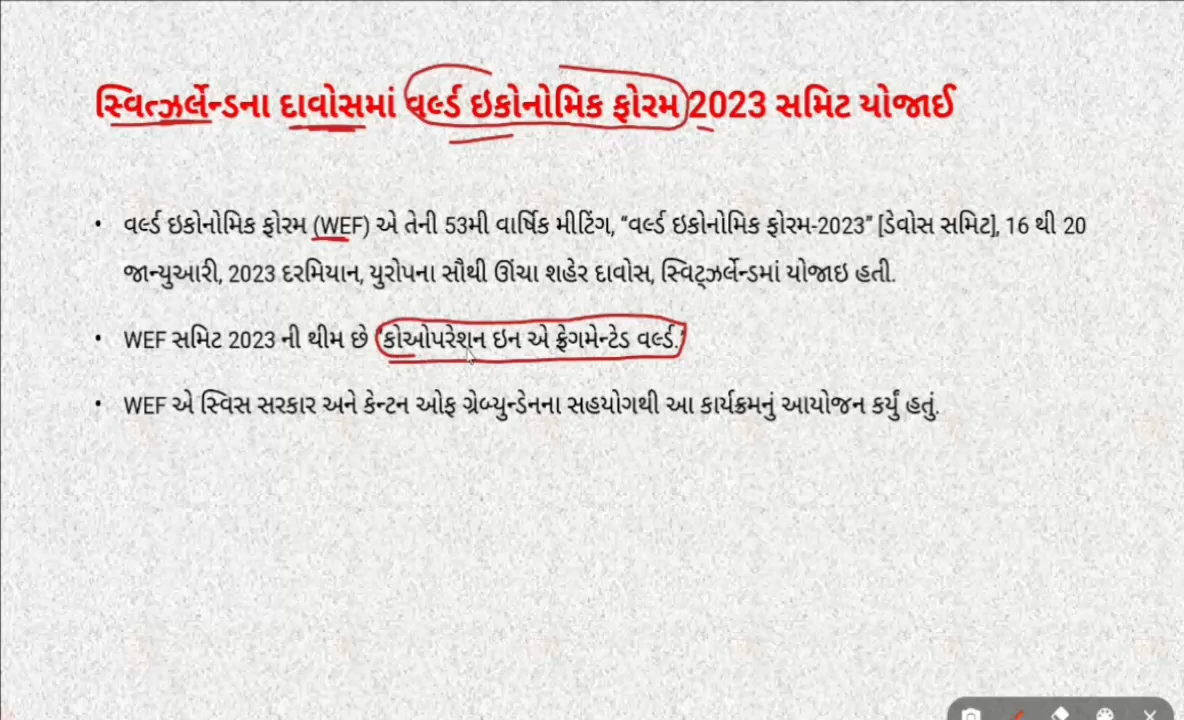 સ્વિત્ઝર્લેન્ડના દાવોસમાં વર્લ્ડ ઇકોનોમિક ફોરમ 2023 સમિટ યોજાઈ
• વર્લ્ડ ઇકોનોમિક ફોરમ (WEF) એ તેની 53મી વાર્ષિક મીટિંગ, “વર્લ્ડ ઇકોનોમિક ફોરમ-2023” [ડેવોસ સમિટ], 16 થી 20
જાન્યુઆરી, 2023 દરમિયાન, યુરોપના સૌથી ઊંચા શહેર દાવોસ, સ્વિટ્ઝર્લેન્ડમાં યોજાઇ હતી.
• WEF સમિટ 2023 ની થીમ છે 'કોઓપરેશન ઇન એ ફ્રેગમેન્ટેડ વર્લ્ડ.'
• WEF એ સ્વિસ સરકાર અને કેન્ટન ઓફ ગ્રેબ્યુન્ડેનના સહયોગથી આ કાર્યક્રમનું આયોજન કર્યું હતું.